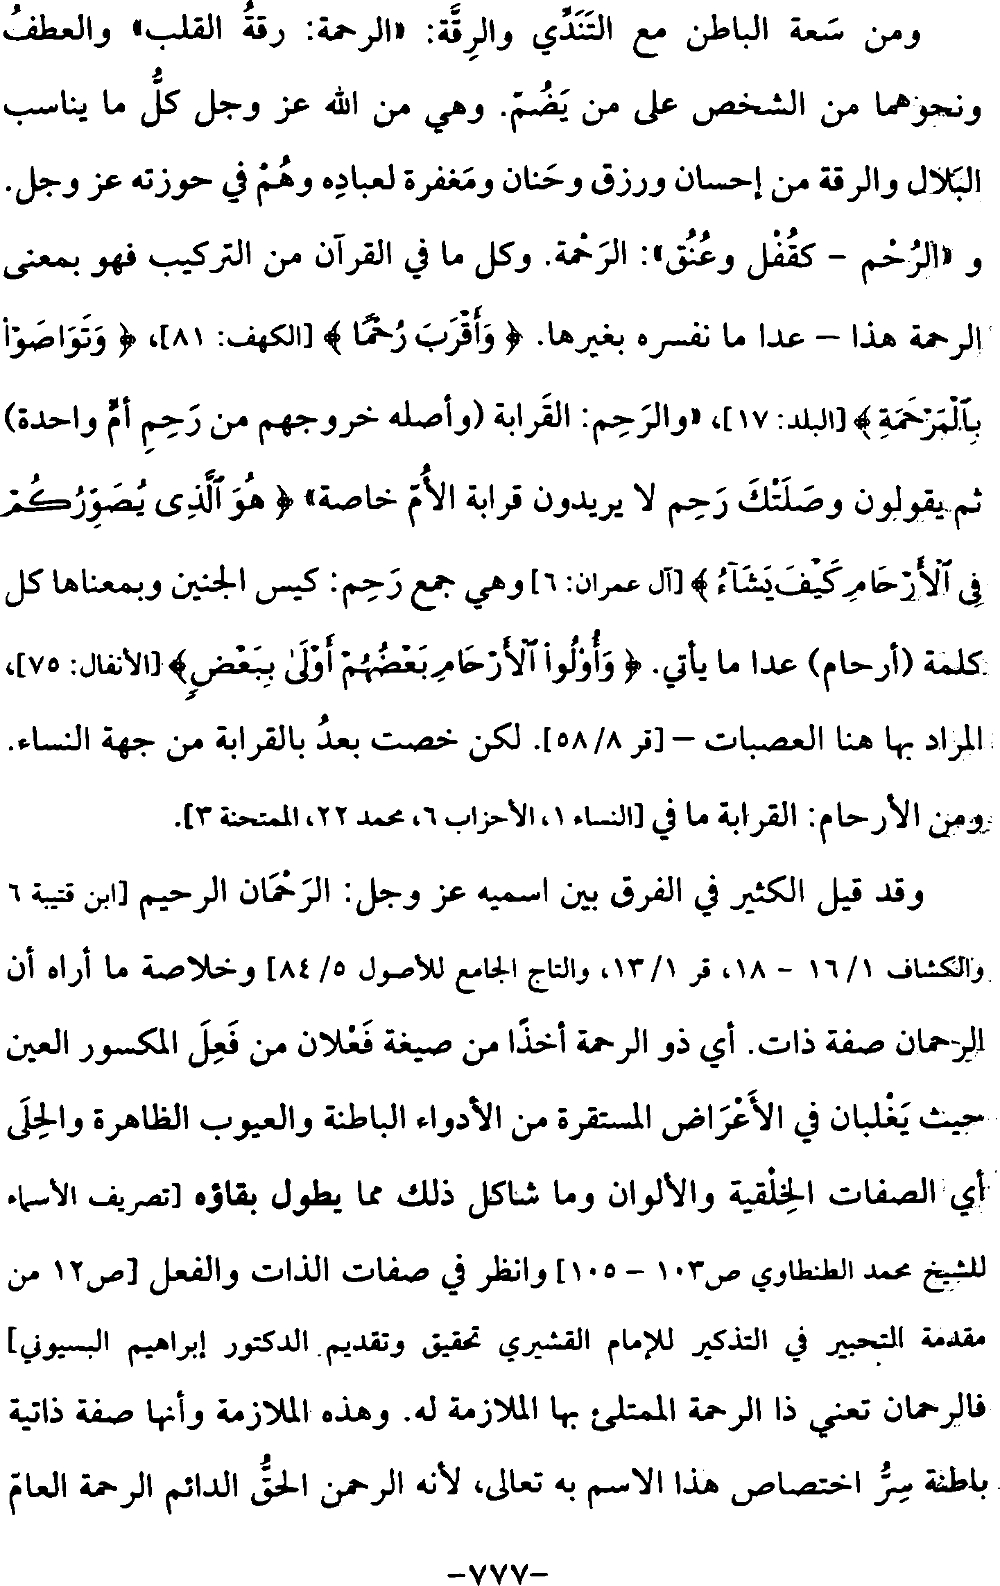 ومن سَعة الباطن مع التَنَدِّي والرِقَّة: «الرحمة: رقةُ القلب» والعطفُ
ونحوُهما من الشخص على من يَضُمّ. وهي من الله عز وجل كلُّ ما يناسب
البَلَال والرقة من إحسان ورزق وحَنان ومَغفرة لعبادِه وهُمْ في حوزته عز وجل.
و «الرُحْم – كقُفْل وعُنُق»: الرَحْمة. وكل ما في القرآن من التركيب فهو بمعنى
الرحمة هذا – عدا ما نفسره بغيرها. ﴿ وَأَقْرَبَ رُحْمًا ﴾ [الكهف: ٨١]، ﴿ وَتَوَاصَوْا۟
بِٱلْمَرْحَمَةِ ﴾ [البلد: ١٧]، «والرَحِم: القَرابة (وأصله خروجهم من رَحِمِ أمٍّ واحدة)
ثم يقولون وصَلَتْكَ رَحِم لا يريدون قرابة الأُمّ خاصة» ﴿ هُوَ ٱلَّذِى يُصَوِّرُكُمْ
فِى ٱلْأَرْحَامِ كَيْفَ يَشَآءُ ﴾ [آل عمران: ٦] وهي جمع رَحِم: كيس الجنين وبمعناها كل
كلمة (أرحام) عدا ما يأتي. ﴿ وَأُو۟لُوا۟ ٱلْأَرْحَامِ بَعْضُهُمْ أَوْلَىٰ بِبَعْضٍ﴾ [الأنفال: ٧٥]،
المراد بها هنا العصبات – [قر ٥٨/٨]. لكن خصت بعدُ بالقرابة من جهة النساء.
ومن الأرحام: القرابة ما في [النساء ١، الأحزاب ٦، محمد ٢٢، الممتحنة ٣].
وقد قيل الكثير في الفرق بين اسميه عز وجل: الرَحْمَان الرحيم [ابن قتيبة ٦
والكشاف ١/ ١٦ – ١٨، قر ١/ ١٣، والتاج الجامع للأصول ٥/ ٨٤] وخلاصة ما أراه أن
الرحمان صفة ذات. أي ذو الرحمة أخذًا من صيغة فَعْلان من فَعِلَ المكسور العين
حيث يَغْلبان في الأَعْرَاض المستقرة من الأدواء الباطنة والعيوب الظاهرة والحِلَى
أي الصفات الخِلْقية والألوان وما شاكل ذلك مما يطول بقاؤه [تصريف الأسماء
للشيخ محمد الطنطاوي ص١٠٣ – ١٠٥] وانظر في صفات الذات والفعل [ص١٢ من
مقدمة التحبير في التذكير للإمام القشيري تحقيق وتقديم الدكتور إبراهيم البسيوني]
فالرحمان تعني ذا الرحمة الممتلئ بها الملازمة له. وهذه الملازمة وأنها صفة ذاتية
باطنة سِرُّ اختصاص هذا الاسم به تعالى، لأنه الرحمن الحقُّ الدائم الرحمة العامّ
-٧٧٧-